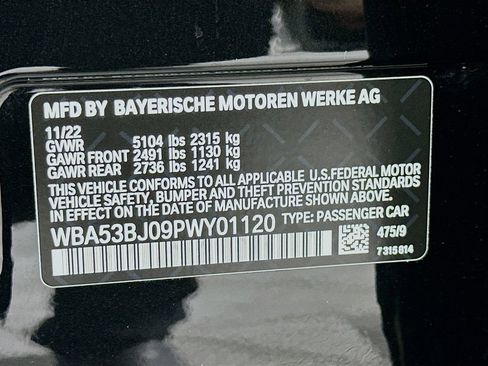 MFD BY BAYERISCHE MOTOREN WERKE AG
11/22
GVWR 5104 lbs 2315 kg
GAWR FRONT 2491 lbs 1130 kg
GAWR REAR 2736 lbs 1241 kg
THIS VEHICLE CONFORMS TO ALL APPLICABLE U.S.FEDERAL MOTOR
VEHICLE SAFETY, BUMPER AND THEFT PREVENTION
STANDARDS IN EFFECT ON THE DATE OF MANUFACTURE SHOWN ABOVE.
WBA53BJ09PWY01120 TYPE: PASSENGER CAR
475/9
7315814